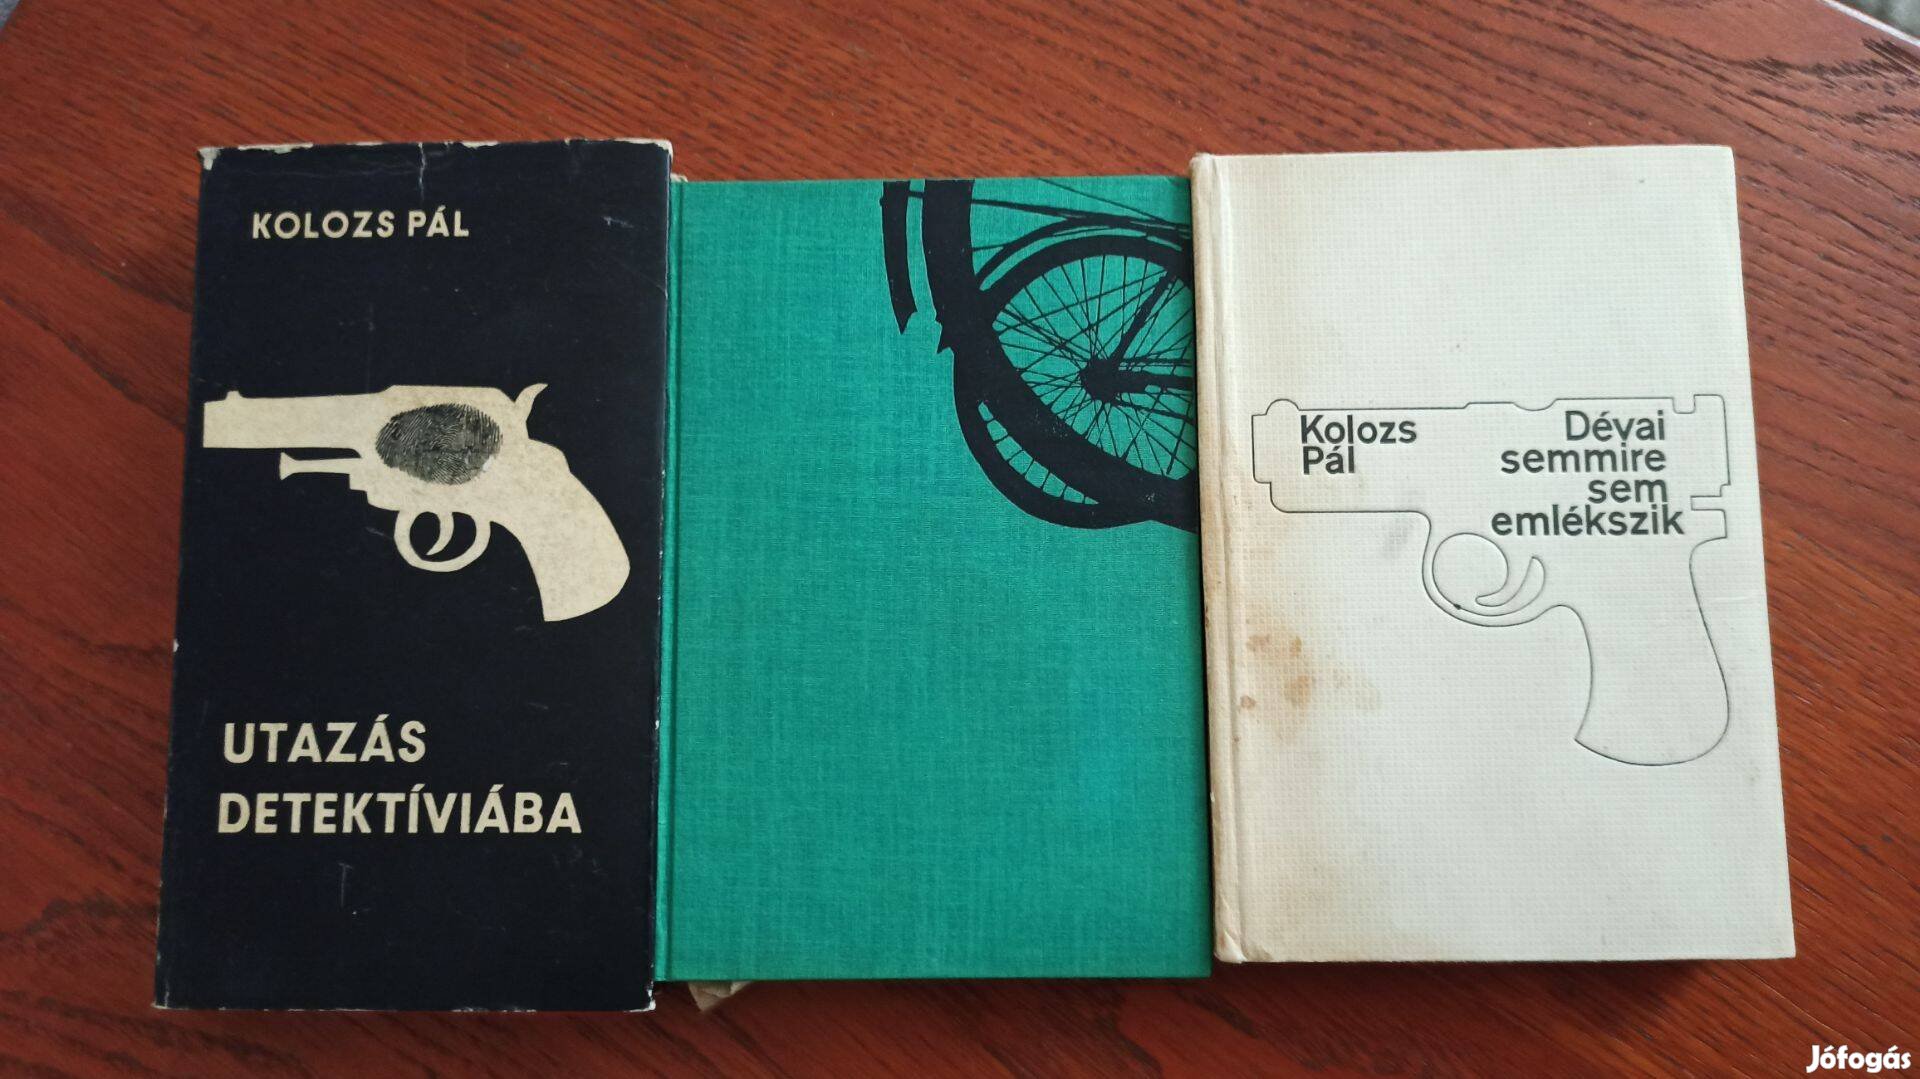 KOLOZS PÁL
UTAZÁS
DETEKTÍVIÁBA
Kolozs
Pál
Dévai
semmire
sem
emlékszik
Jófogás